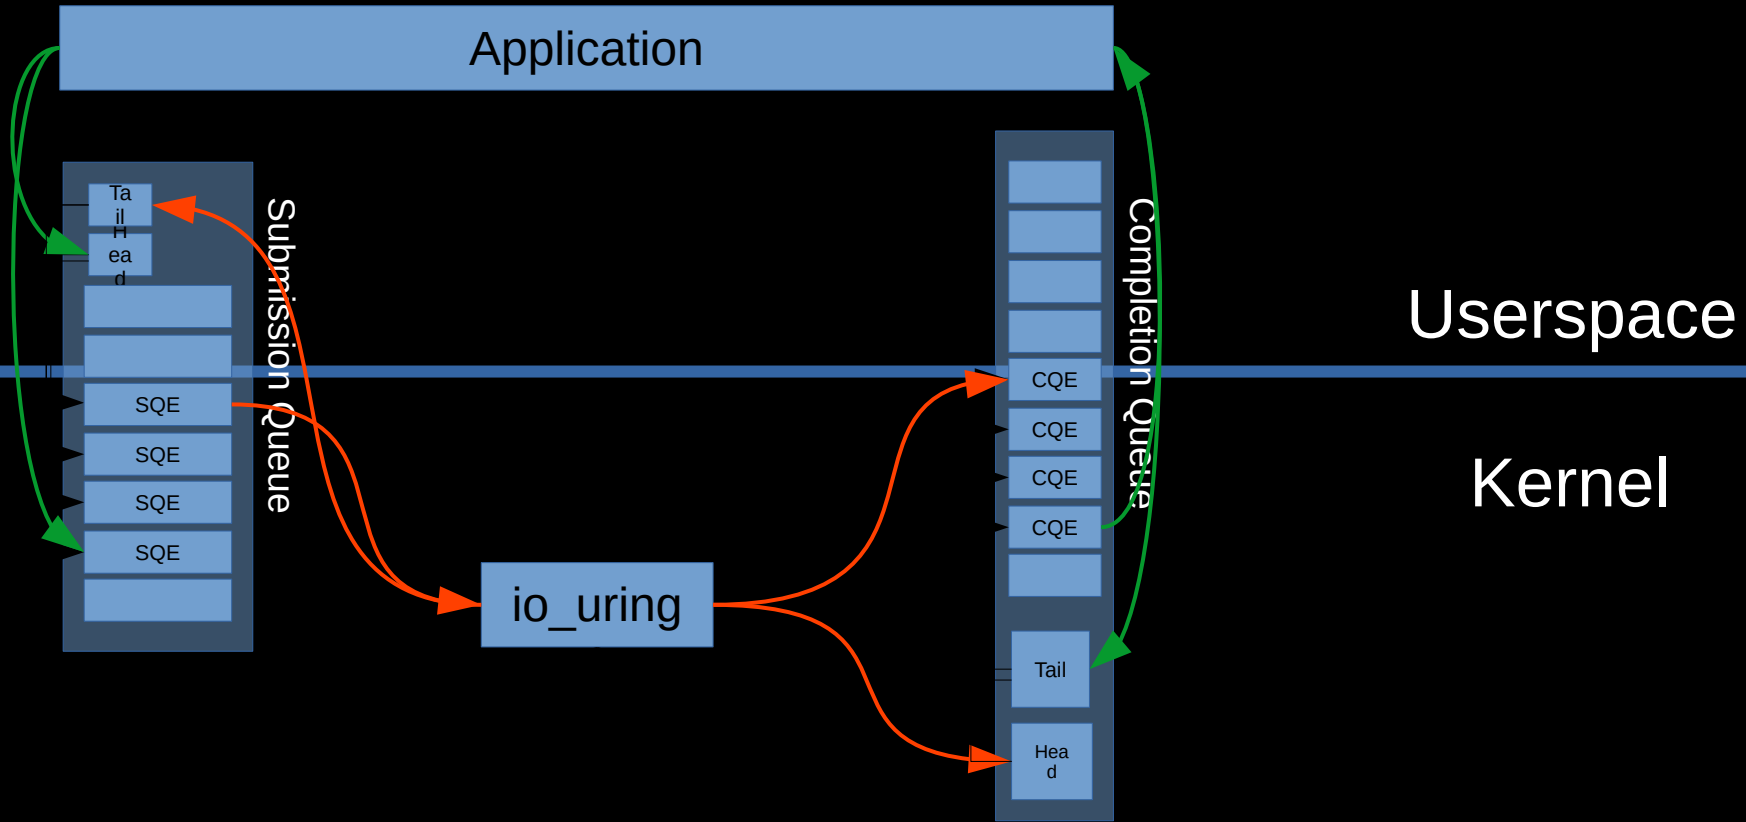 Application
Ta
il
H
ea
d
Submission Queue
SQE
SQE
SQE
SQE
io_uring
Completion Queue
CQE
CQE
CQE
CQE
Tail
Hea
d
Userspace
Kernel